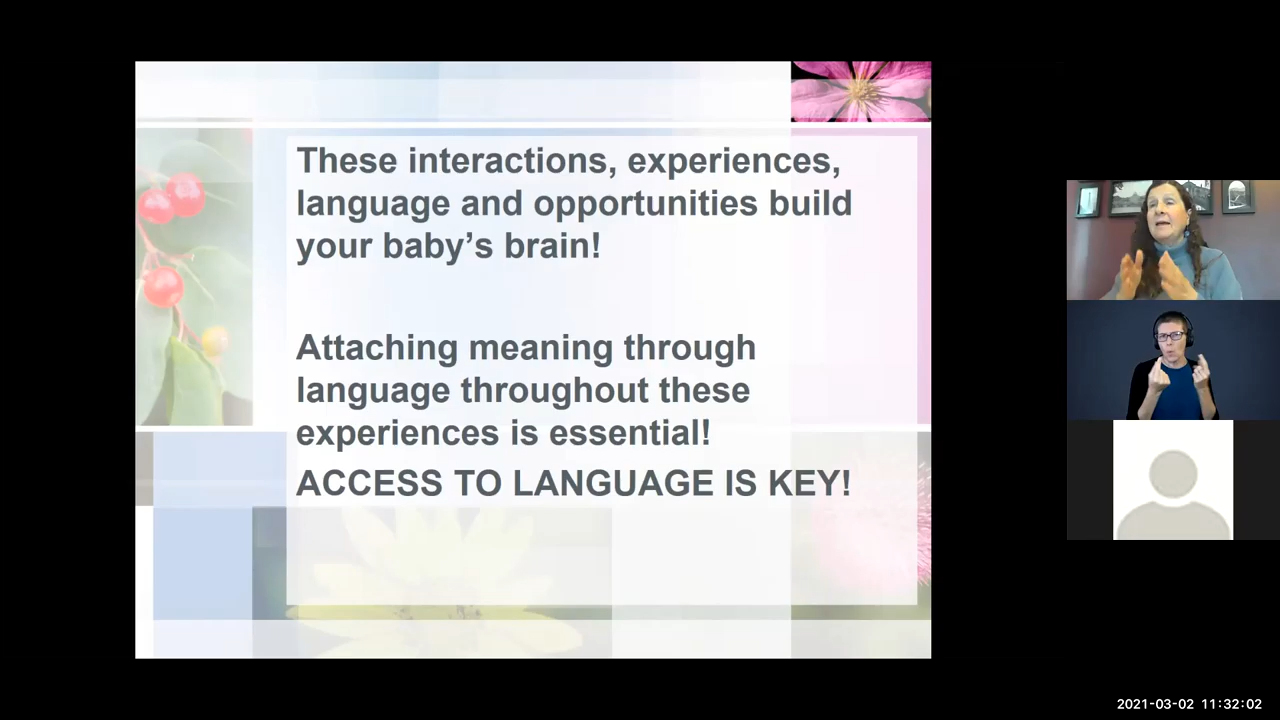 These interactions, experiences,
language and opportunities build
your baby’s brain!
Attaching meaning through
language throughout these
experiences is essential!
ACCESS TO LANGUAGE IS KEY!
2021-03-02 11:32:02